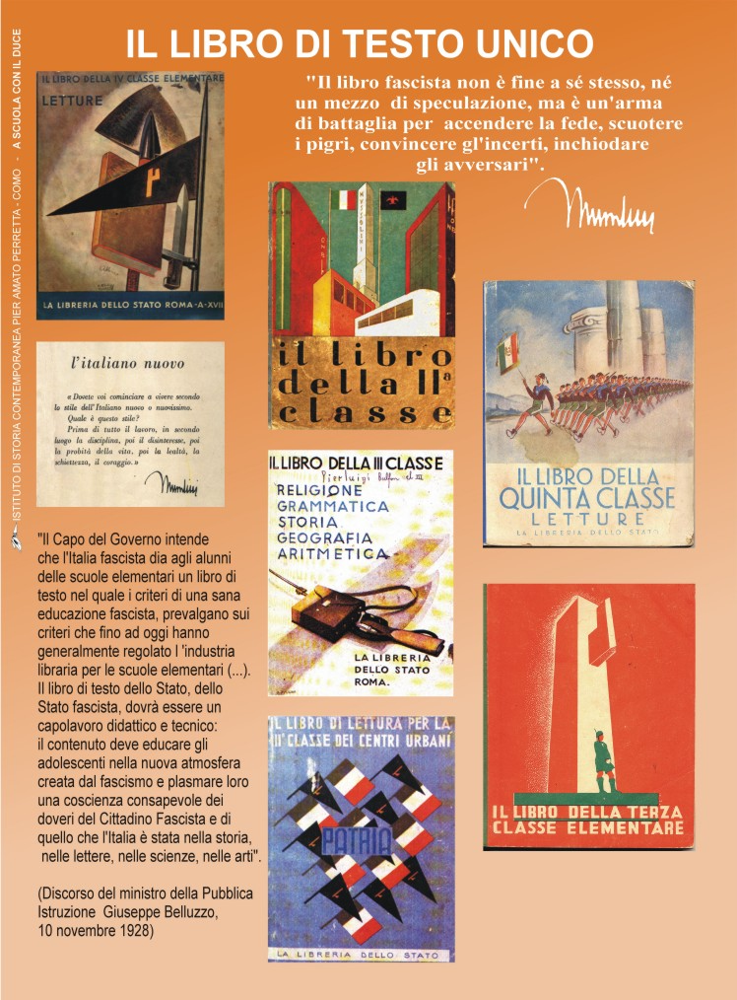 IL LIBRO DI TESTO UNICO
"Il libro fascista non è fine a sé stesso, né
un mezzo di speculazione, ma è un'arma
di battaglia per accendere la fede, scuotere
i pigri, convincere gl'incerti, inchiodare
gli avversari".
ISTITUTO DI STORIA CONTEMPORANEA PIER AMATO PERRETTA - COMO - A SCUOLA CON IL DUCE
IL LIBRO DELLA IV CLASSE ELEMENTARE
LETTURE
LA LIBRERIA DELLO STATO ROMA-A-XVII
l'italiano nuovo
« Dovete voi cominciare a vivere secondo
lo stile dell'Italiano nuovo o nuovissimo.
Quale è questo stile?
Prima di tutto il lavoro, in secondo
luogo la disciplina, poi il disinteresse, poi
la probità della vita, poi la lealtà, la
schiettezza, il coraggio. »
"Il Capo del Governo intende
che l'Italia fascista dia agli alunni
delle scuole elementari un libro di
testo nel quale i criteri di una sana
educazione fascista, prevalgano sui
criteri che fino ad oggi hanno
generalmente regolato l 'industria
libraria per le scuole elementari (...).
Il libro di testo dello Stato, dello
Stato fascista, dovrà essere un
capolavoro didattico e tecnico:
il contenuto deve educare gli
adolescenti nella nuova atmosfera
creata dal fascismo e plasmare loro
una coscienza consapevole dei
doveri del Cittadino Fascista e di
quello che l'Italia è stata nella storia,
nelle lettere, nelle scienze, nelle arti".
(Discorso del ministro della Pubblica
Istruzione Giuseppe Belluzzo,
10 novembre 1928)
MUSSOLINI
il libro
della IIª
classe
IL LIBRO DELLA III CLASSE
Pierluigi
RELIGIONE
GRAMMATICA
STORIA
GEOGRAFIA
ARITMETICA
LA LIBRERIA
DELLO STATO
ROMA.
IL LIBRO DI LETTURA PER LA
IIIª CLASSE DEI CENTRI URBANI
PATRIA
LA LIBRERIA DELLO STATO
IL LIBRO DELLA
QUINTA CLASSE
LETTURE
LA LIBRERIA DELLO STATO
IL LIBRO DELLA TERZA
CLASSE ELEMENTARE